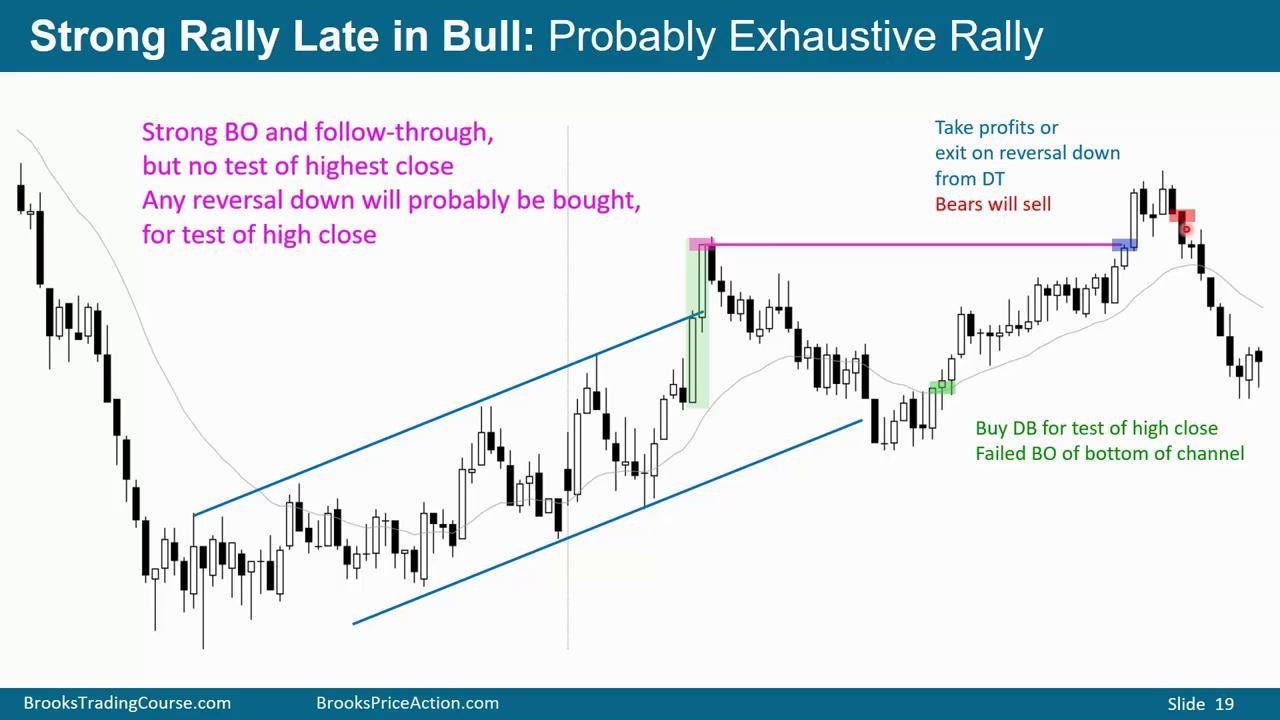 Strong Rally Late in Bull: Probably Exhaustive Rally
Strong BO and follow-through,
but no test of highest close
Any reversal down will probably be bought,
for test of high close
Take profits or
exit on reversal down
from DT
Bears will sell
Buy DB for test of high close
Failed BO of bottom of channel
BrooksTradingCourse.com
BrooksPriceAction.com
Slide 19